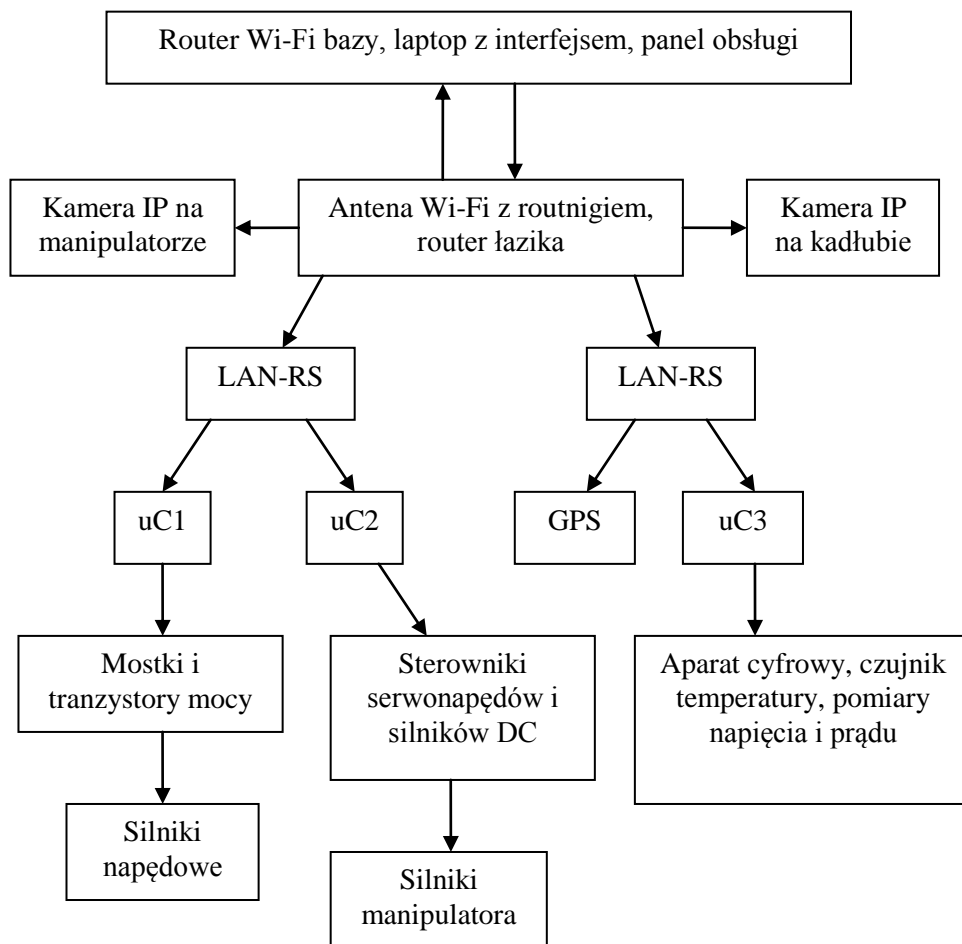 Router Wi-Fi bazy, laptop z interfejsem, panel obsługi
Kamera IP na
manipulatorze
Antena Wi-Fi z routnigiem,
router łazika
Kamera IP
na kadłubie
LAN-RS
LAN-RS
uC1
uC2
GPS
uC3
Mostki i
tranzystory mocy
Sterowniki
serwonapędów i
silników DC
Aparat cyfrowy, czujnik
temperatury, pomiary
napięcia i prądu
Silniki
napędowe
Silniki
manipulatora